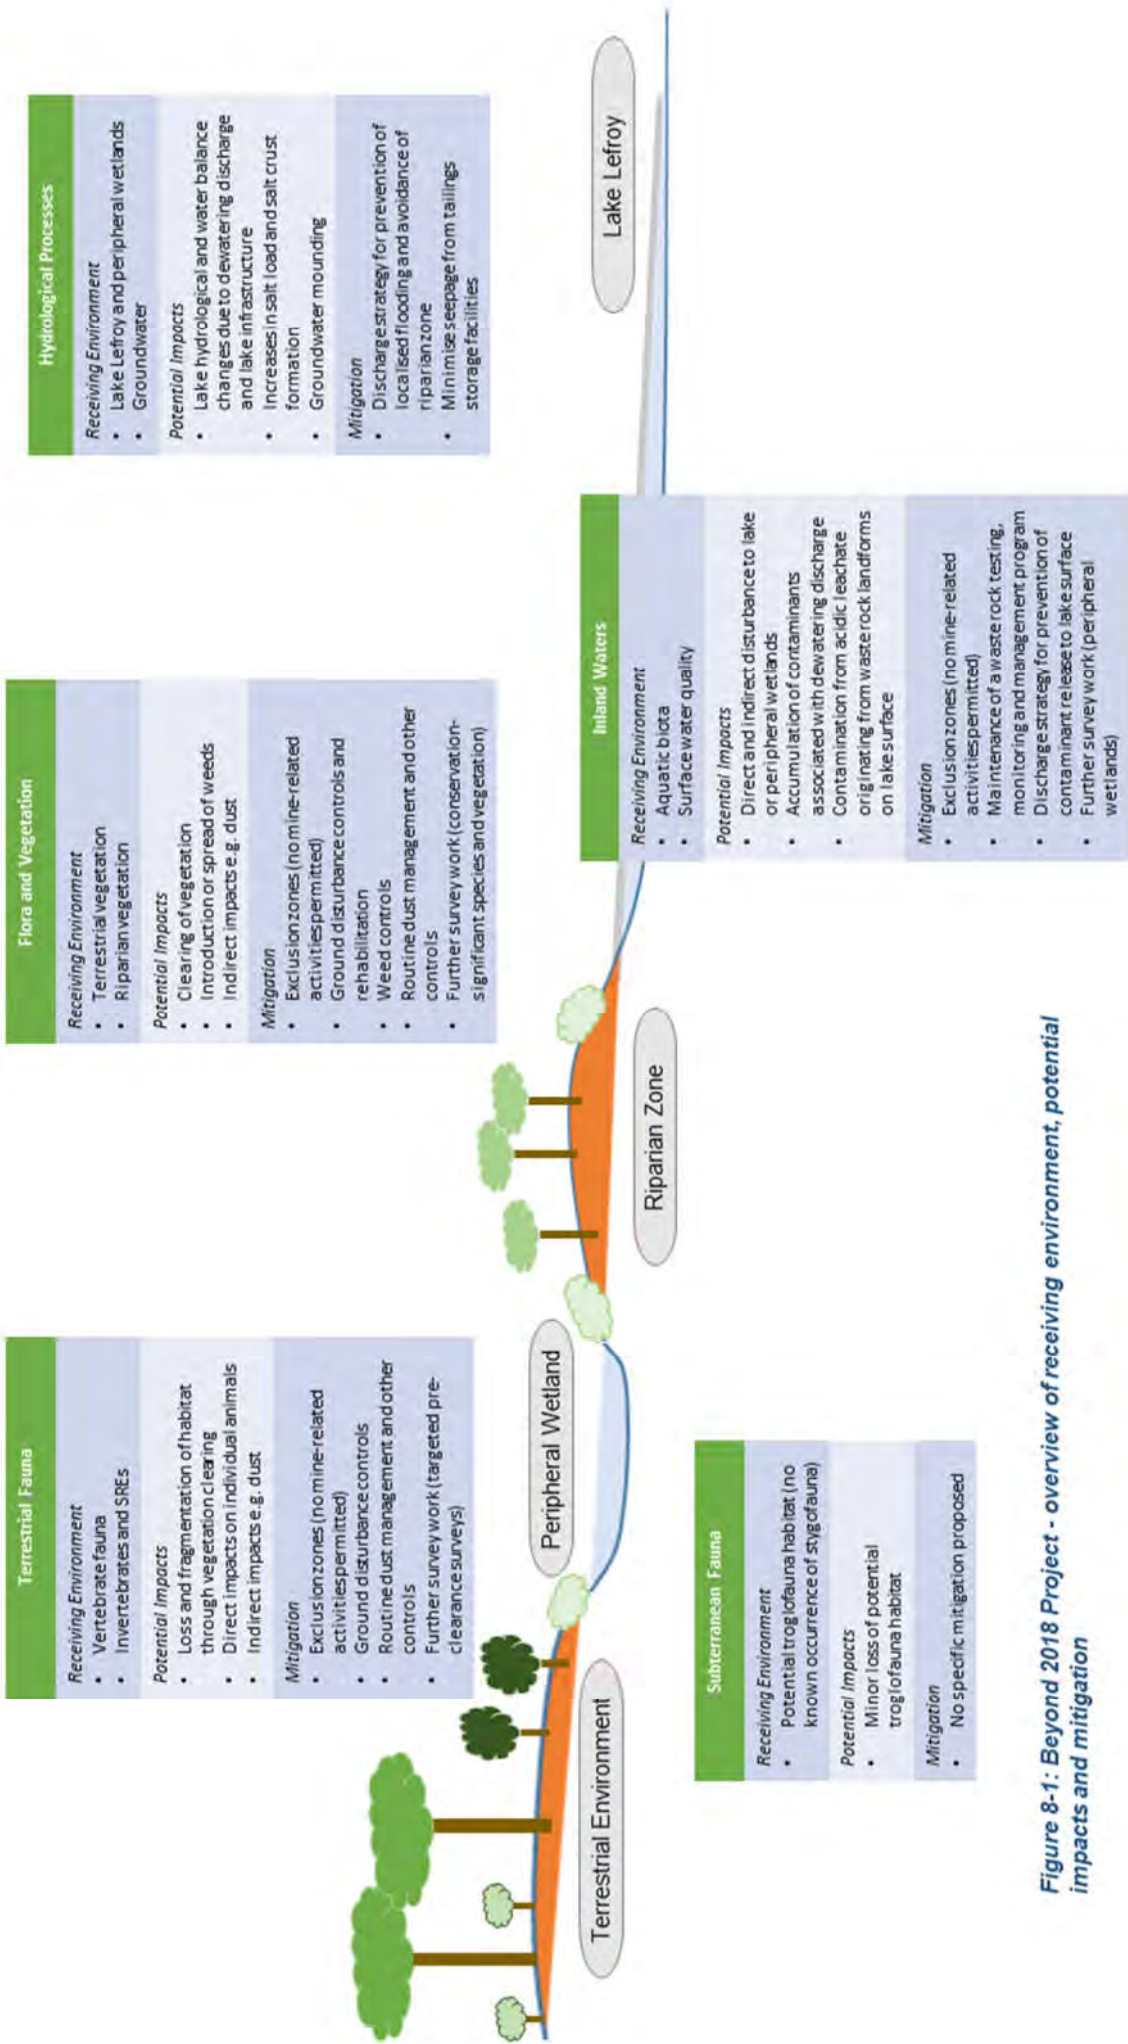 Terrestrial Fauna
Receiving Environment
• Vertebrate fauna
• Invertebrates and SREs
Potential Impacts
• Loss and fragmentation of habitat
through vegetation clearing
• Direct impacts on individual animals
• Indirect impacts e.g. dust
Mitigation
• Exclusion zones (no mine-related
activities permitted)
• Ground disturbance controls
• Routine dust management and other
controls
• Further survey work (targeted pre-
clearance surveys)
Flora and Vegetation
Receiving Environment
• Terrestrial vegetation
• Riparian vegetation
Potential Impacts
• Clearing of vegetation
• Introduction or spread of weeds
• Indirect impacts e.g. dust
Mitigation
• Exclusion zones (no mine-related
activities permitted)
• Ground disturbance controls and
rehabilitation
• Weed controls
• Routine dust management and other
controls
• Further survey work (conservation-
significant species and vegetation)
Hydrological Processes
Receiving Environment
• Lake Lefroy and peripheral wetlands
• Groundwater
Potential Impacts
• Lake hydrological and water balance
changes due to dewatering discharge
and lake infrastructure
• Increases in salt load and salt crust
formation
• Groundwater mounding
Mitigation
• Discharge strategy for prevention of
localised flooding and avoidance of
riparian zone
• Minimise seepage from tailings
storage facilities
Terrestrial Environment
Peripheral Wetland
Riparian Zone
Lake Lefroy
Subterranean Fauna
Receiving Environment
• Potential troglofauna habitat (no
known occurrence of stygofauna)
Potential Impacts
• Minor loss of potential
troglofauna habitat
Mitigation
• No specific mitigation proposed
Inland Waters
Receiving Environment
• Aquatic biota
• Surface water quality
Potential Impacts
• Direct and indirect disturbance to lake
or peripheral wetlands
• Accumulation of contaminants
associated with dewatering discharge
• Contamination from acidic leachate
originating from waste rock landforms
on lake surface
Mitigation
• Exclusion zones (no mine-related
activities permitted)
• Maintenance of a waste rock testing,
monitoring and management program
• Discharge strategy for prevention of
contaminant release to lake surface
• Further survey work (peripheral
wetlands)
Figure 8-1: Beyond 2018 Project - overview of receiving environment, potential
impacts and mitigation